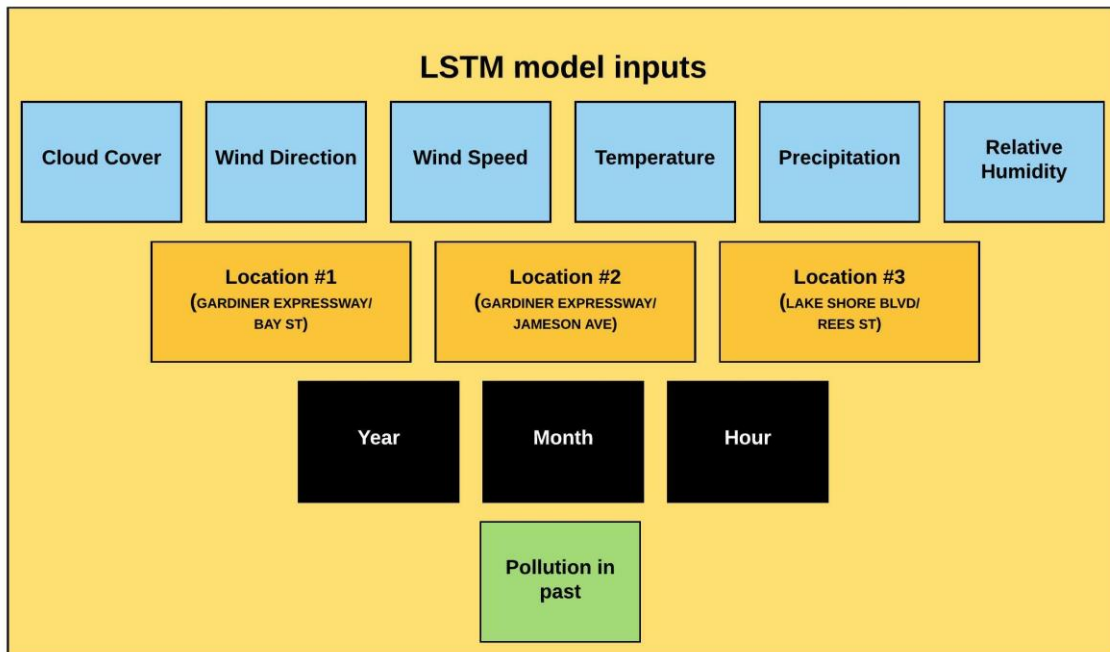 LSTM model inputs
Cloud Cover
Wind Direction
Wind Speed
Temperature
Precipitation
Relative
Humidity
Location #1
(GARDINER EXPRESSWAY/
BAY ST)
Location #2
(GARDINER EXPRESSWAY/
JAMESON AVE)
Location #3
(LAKE SHORE BLVD/
REES ST)
Year
Month
Hour
Pollution in
past